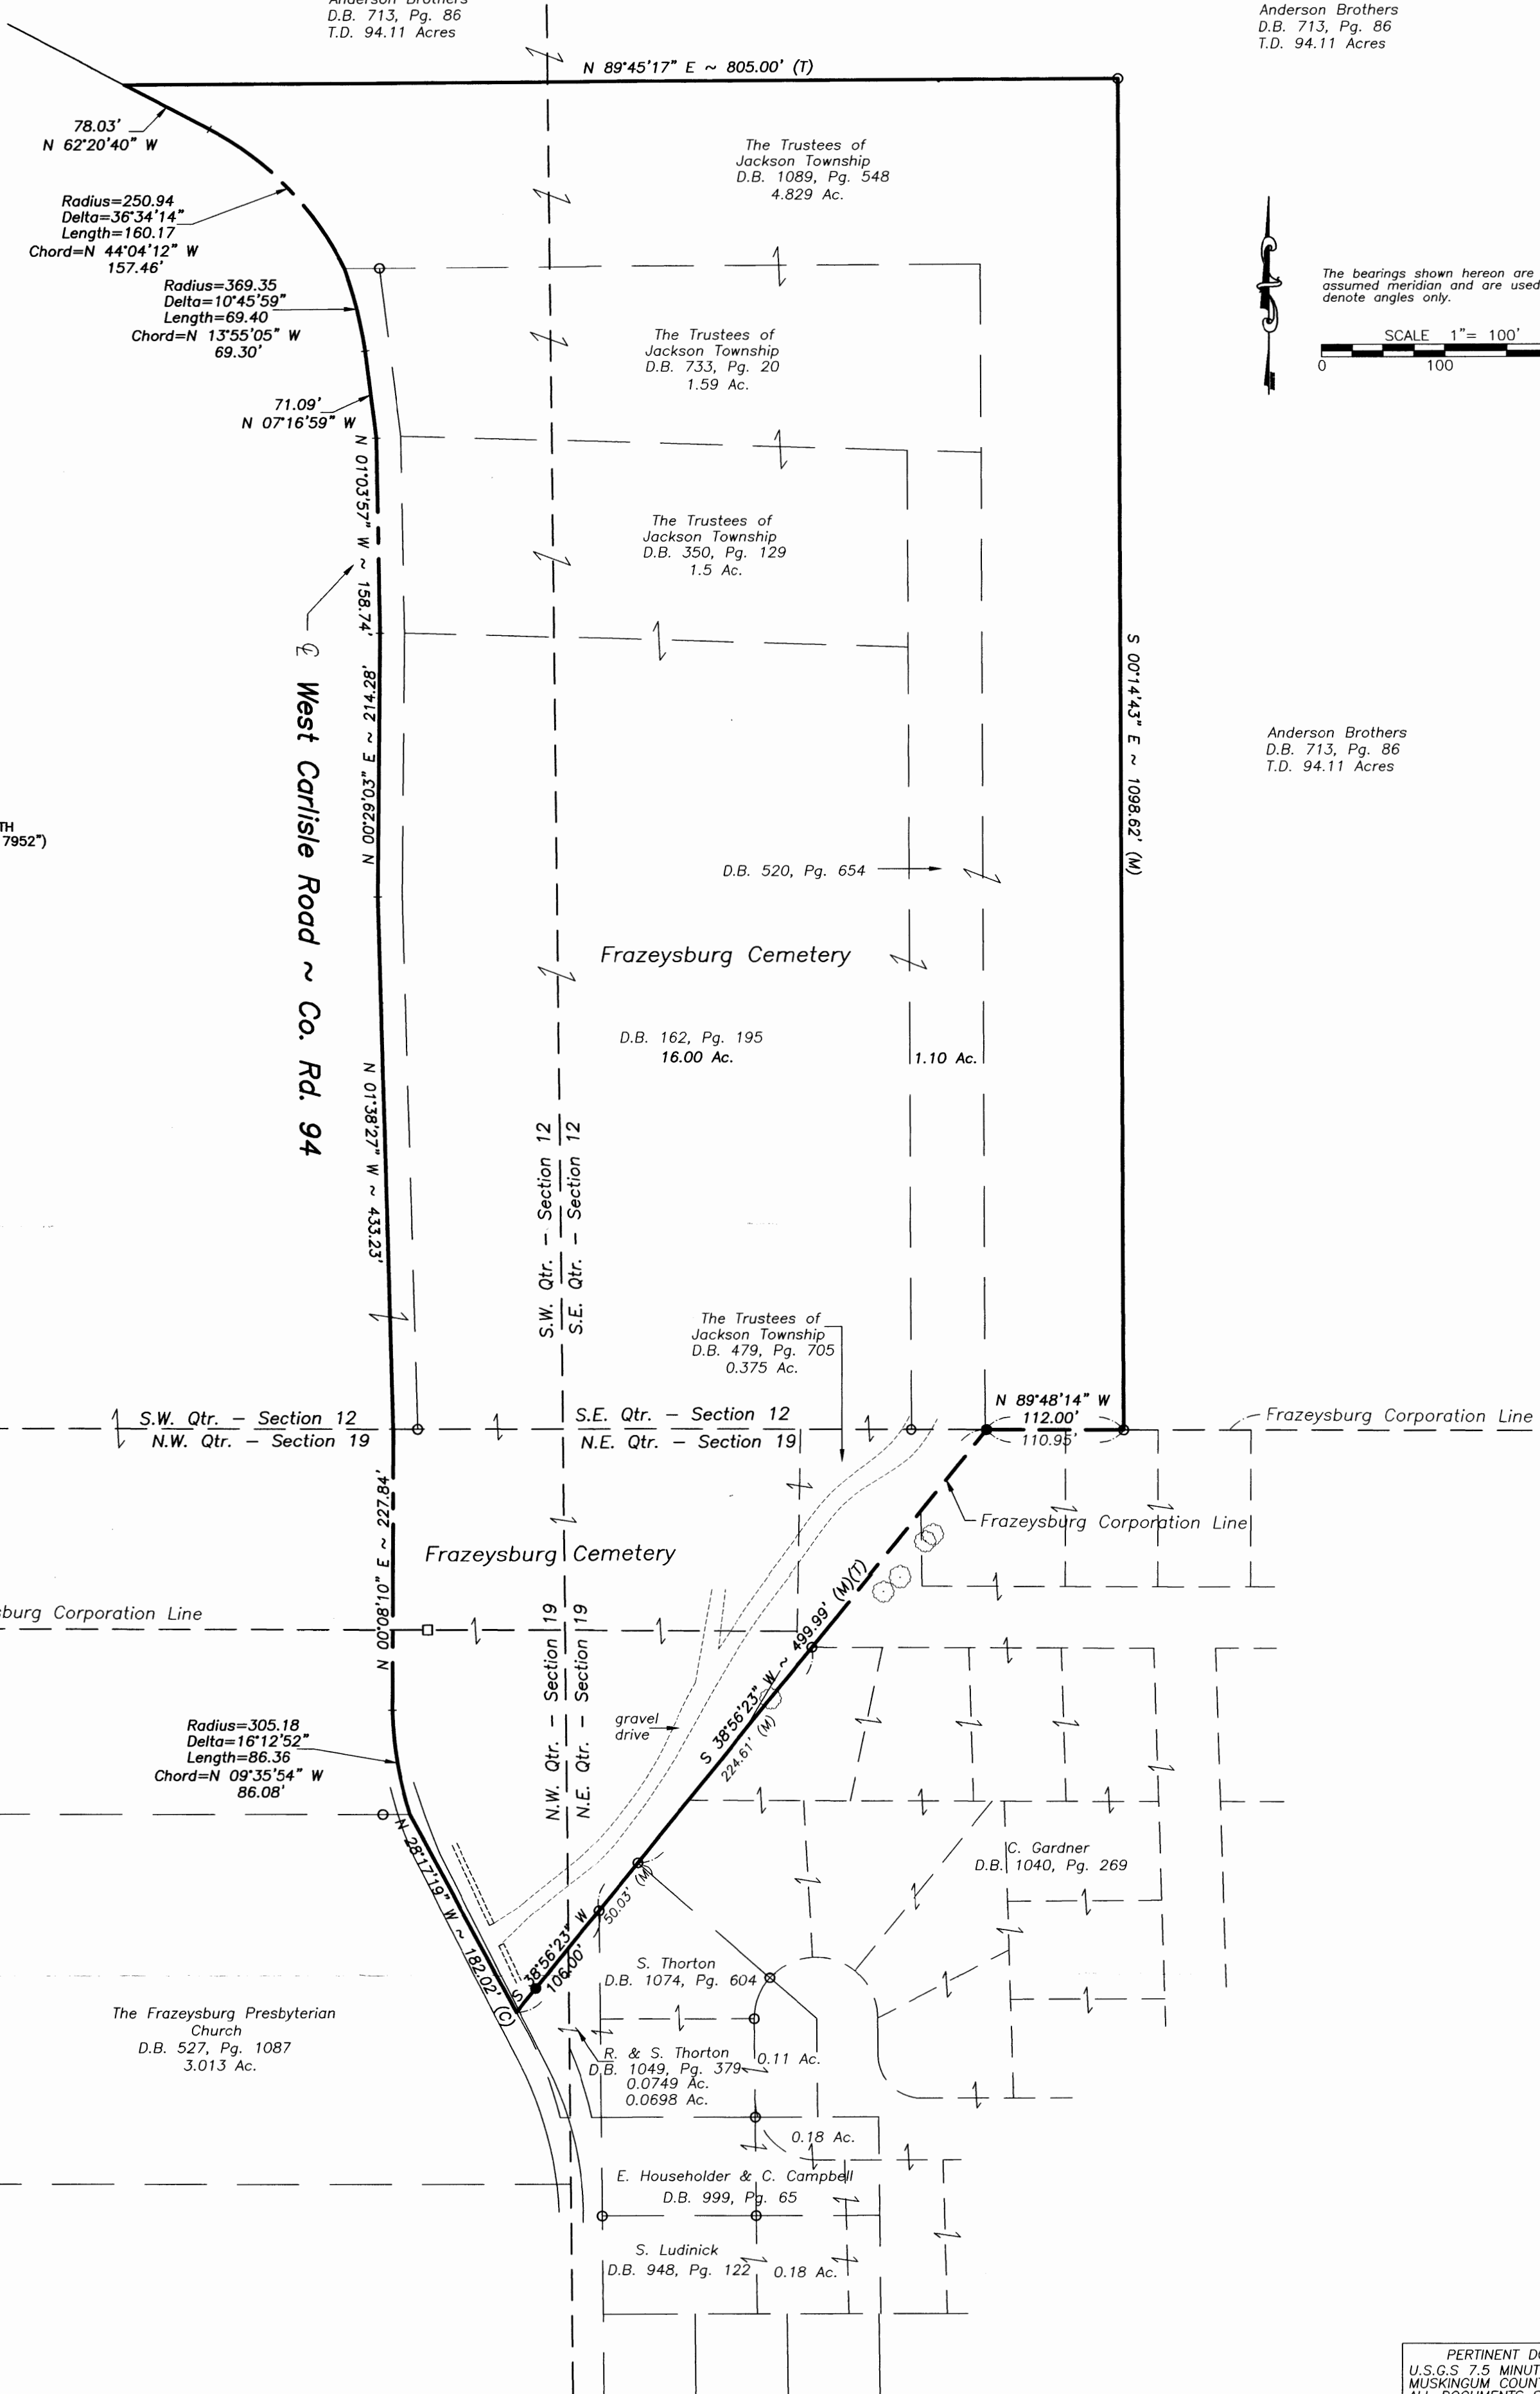 Anderson Brothers
D.B. 713, Pg. 86
T.D. 94.11 Acres
Anderson Brothers
D.B. 713, Pg. 86
T.D. 94.11 Acres
N 89°45'17" E ~ 805.00' (T)
78.03'
N 62°20'40" W
The Trustees of
Jackson Township
D.B. 1089, Pg. 548
4.829 Ac.
Radius=250.94
Delta=36°34'14"
Length=160.17
Chord=N 44°04'12" W
157.46'
Radius=369.35
Delta=10°45'59"
Length=69.40
Chord=N 13°55'05" W
69.30'
The bearings shown hereon are
assumed meridian and are used
denote angles only.
SCALE 1"= 100'
0 100
The Trustees of
Jackson Township
D.B. 733, Pg. 20
1.59 Ac.
71.09'
N 07°16'59" W
N 01°03'57" W ~ 158.74'
The Trustees of
Jackson Township
D.B. 350, Pg. 129
1.5 Ac.
N 00°29'03" E ~ 214.28'
℄ West Carlisle Road ~ Co. Rd. 94
S 00°14'43" E ~ 1098.62' (M)
Anderson Brothers
D.B. 713, Pg. 86
T.D. 94.11 Acres
TH
7952")
D.B. 520, Pg. 654
Frazeysburg Cemetery
D.B. 162, Pg. 195
16.00 Ac.
1.10 Ac.
N 01°38'27" W ~ 433.23'
S.W. Qtr. - Section 12
S.E. Qtr. - Section 12
The Trustees of
Jackson Township
D.B. 479, Pg. 705
0.375 Ac.
N 89°48'14" W
112.00'
110.95'
S.W. Qtr. - Section 12
N.W. Qtr. - Section 19
S.E. Qtr. - Section 12
N.E. Qtr. - Section 19
Frazeysburg Corporation Line
Frazeysburg Corporation Line
N 00°08'10" E ~ 227.84'
Frazeysburg Cemetery
sburg Corporation Line
N.W. Qtr. - Section 19
N.E. Qtr. - Section 19
S 38°56'23" W ~ 499.99' (M)(T)
224.61' (M)
gravel
drive
Radius=305.18
Delta=16°12'52"
Length=86.36
Chord=N 09°35'54" W
86.08'
N 28°17'19" W ~ 182.02' (C)
S 38°56'23" W
106.00'
50.03' (M)
C. Gardner
D.B. 1040, Pg. 269
S. Thorton
D.B. 1074, Pg. 604
The Frazeysburg Presbyterian
Church
D.B. 527, Pg. 1087
3.013 Ac.
R. & S. Thorton
D.B. 1049, Pg. 379
0.0749 Ac.
0.0698 Ac.
0.11 Ac.
0.18 Ac.
E. Householder & C. Campbell
D.B. 999, Pg. 65
S. Ludinick
D.B. 948, Pg. 122
0.18 Ac.
PERTINENT
U.S.G.S 7.5
MUSKINGUM